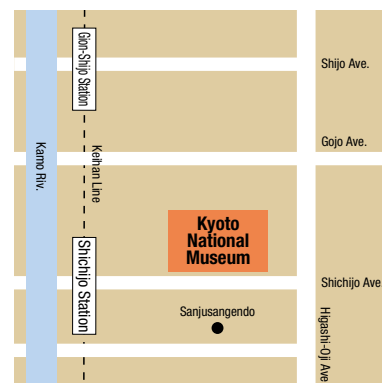 Gion-Shijo Station
Shijo Ave.
Gojo Ave.
Kamo Riv.
Keihan Line
Kyoto
National
Museum
Shichijo Station
Shichijo Ave
Sanjusangendo
Higashi-Oji Ave